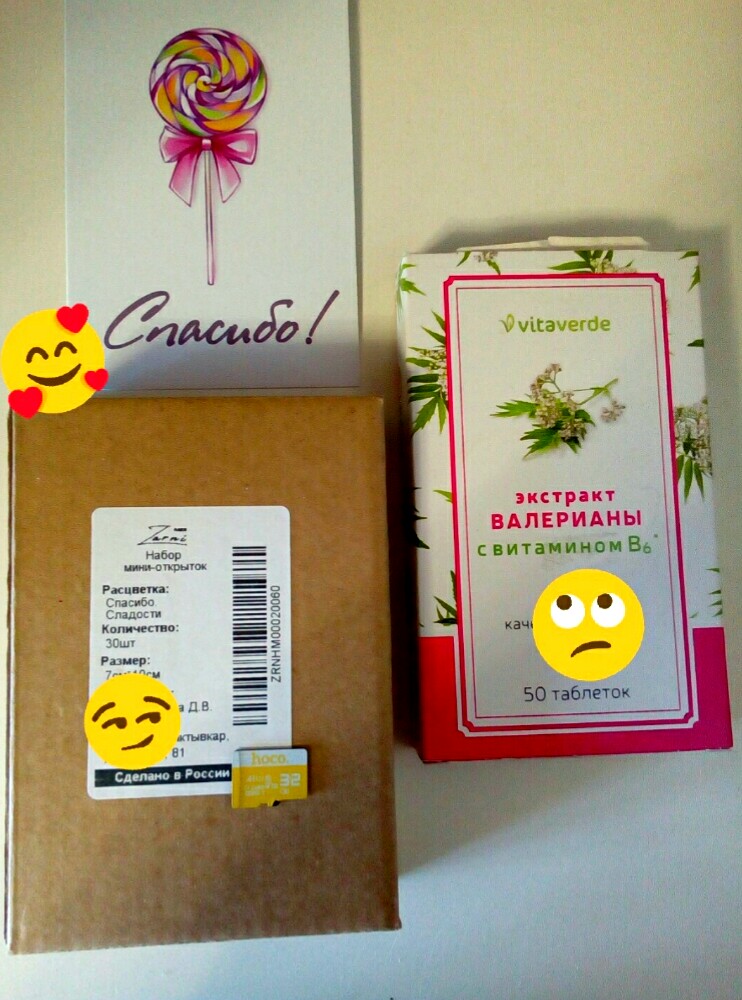 Спасибо!
Zarni
Набор
мини-открыток
Расцветка:
Спасибо.
Сладости
Количество:
30шт
Размер:
Д.В.
81
Сделано в России
ZRNHM00020060
hoco.
32
vitaverde
экстракт
ВАЛЕРИАНЫ
с витамином B₆*
50 таблеток